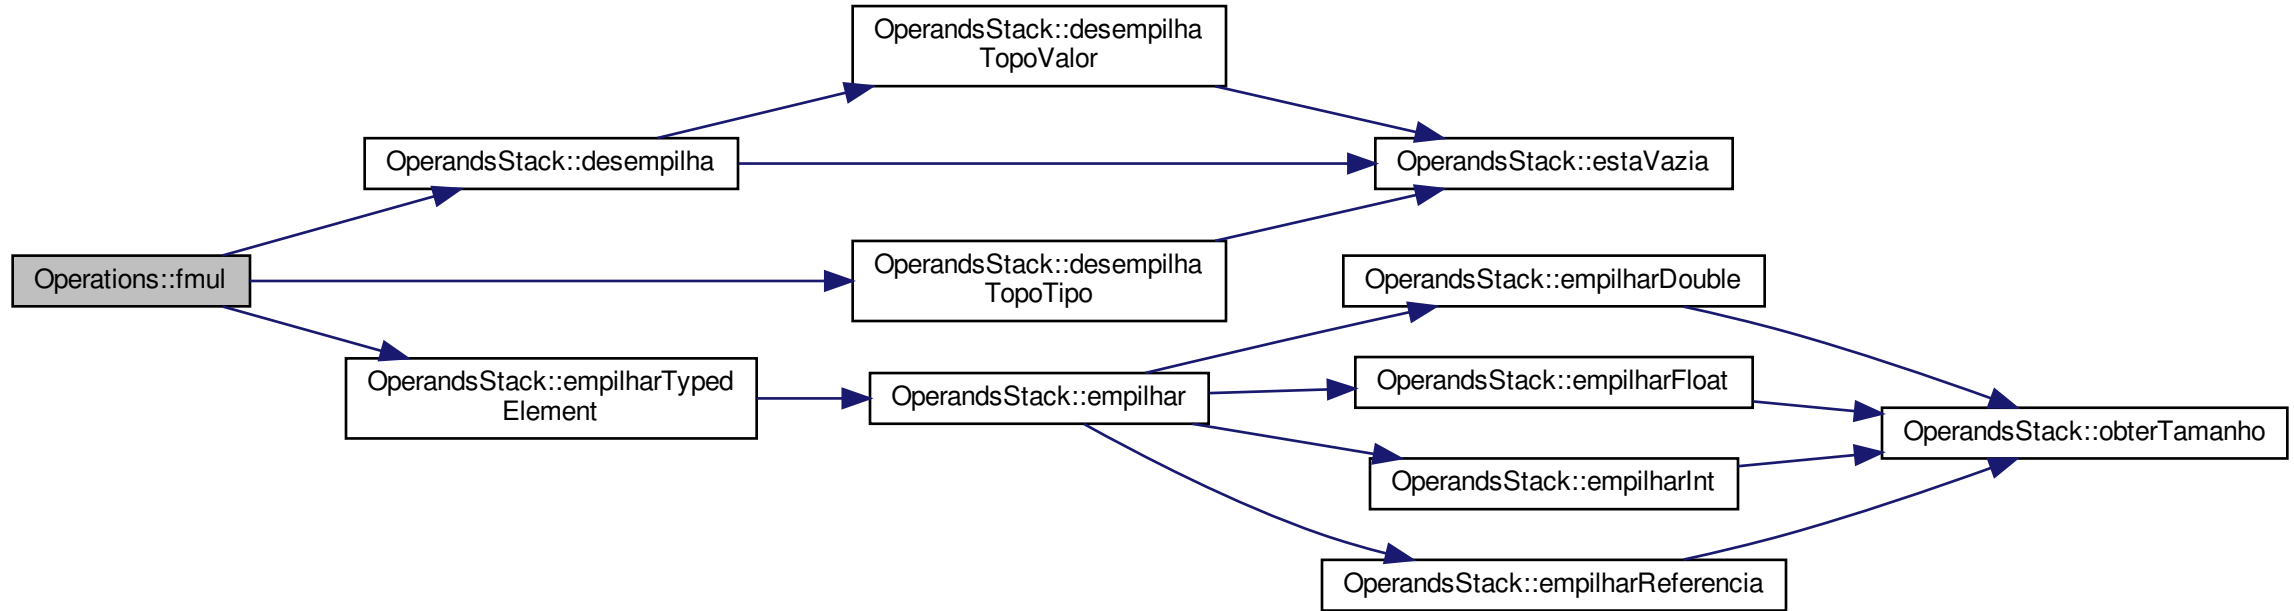 OperandsStack::desempilha
TopoValor
OperandsStack::desempilha
OperandsStack::estaVazia
Operations::fmul
OperandsStack::desempilha
TopoTipo
OperandsStack::empilharDouble
OperandsStack::empilharTyped
Element
OperandsStack::empilhar
OperandsStack::empilharFloat
OperandsStack::obterTamanho
OperandsStack::empilharInt
OperandsStack::empilharReferencia